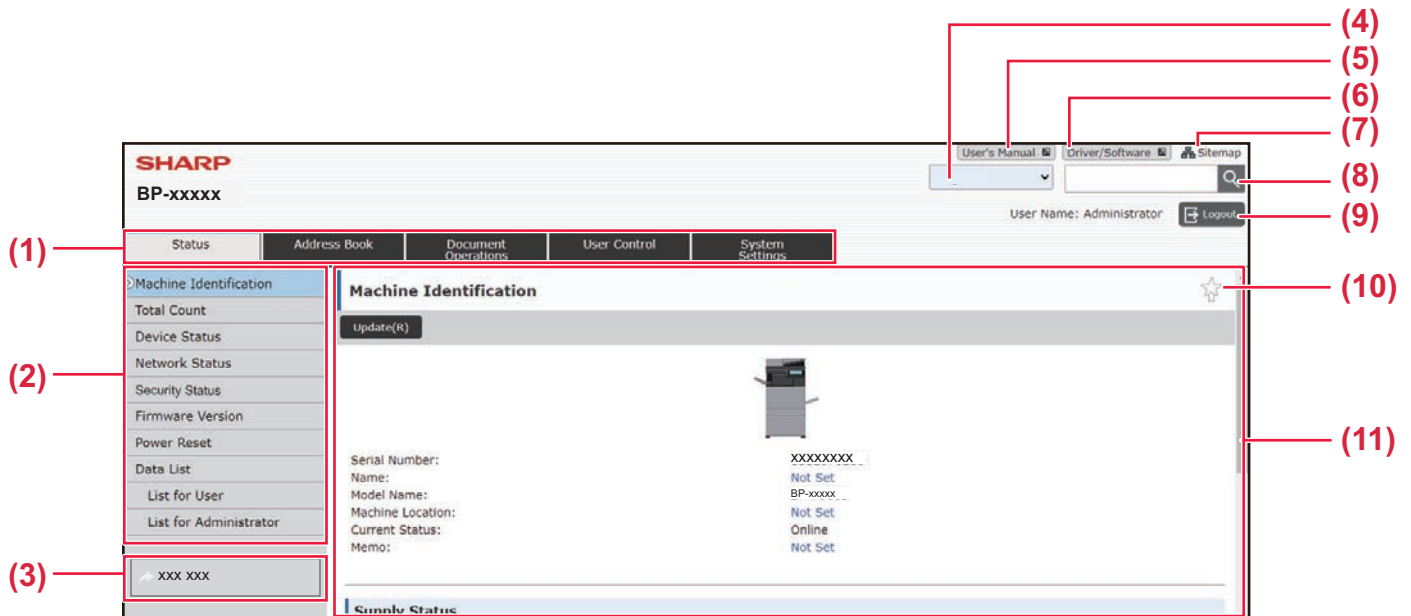 (4)
(5)
(6)
(7)
SHARP
User's Manual Driver/Software Sitemap
BP-xxxxx
(8)
User Name: Administrator Logout
(9)
(1)
Status Address Book Document Operations User Control System Settings
(2)
Machine Identification
Total Count
Device Status
Network Status
Security Status
Firmware Version
Power Reset
Data List
List for User
List for Administrator
(3)
xxx xxx
Machine Identification
(10)
Update(R)
(11)
Serial Number: XXXXXXXX
Name: Not Set
Model Name: BP-xxxxx
Machine Location: Not Set
Current Status: Online
Memo: Not Set
Supply Status